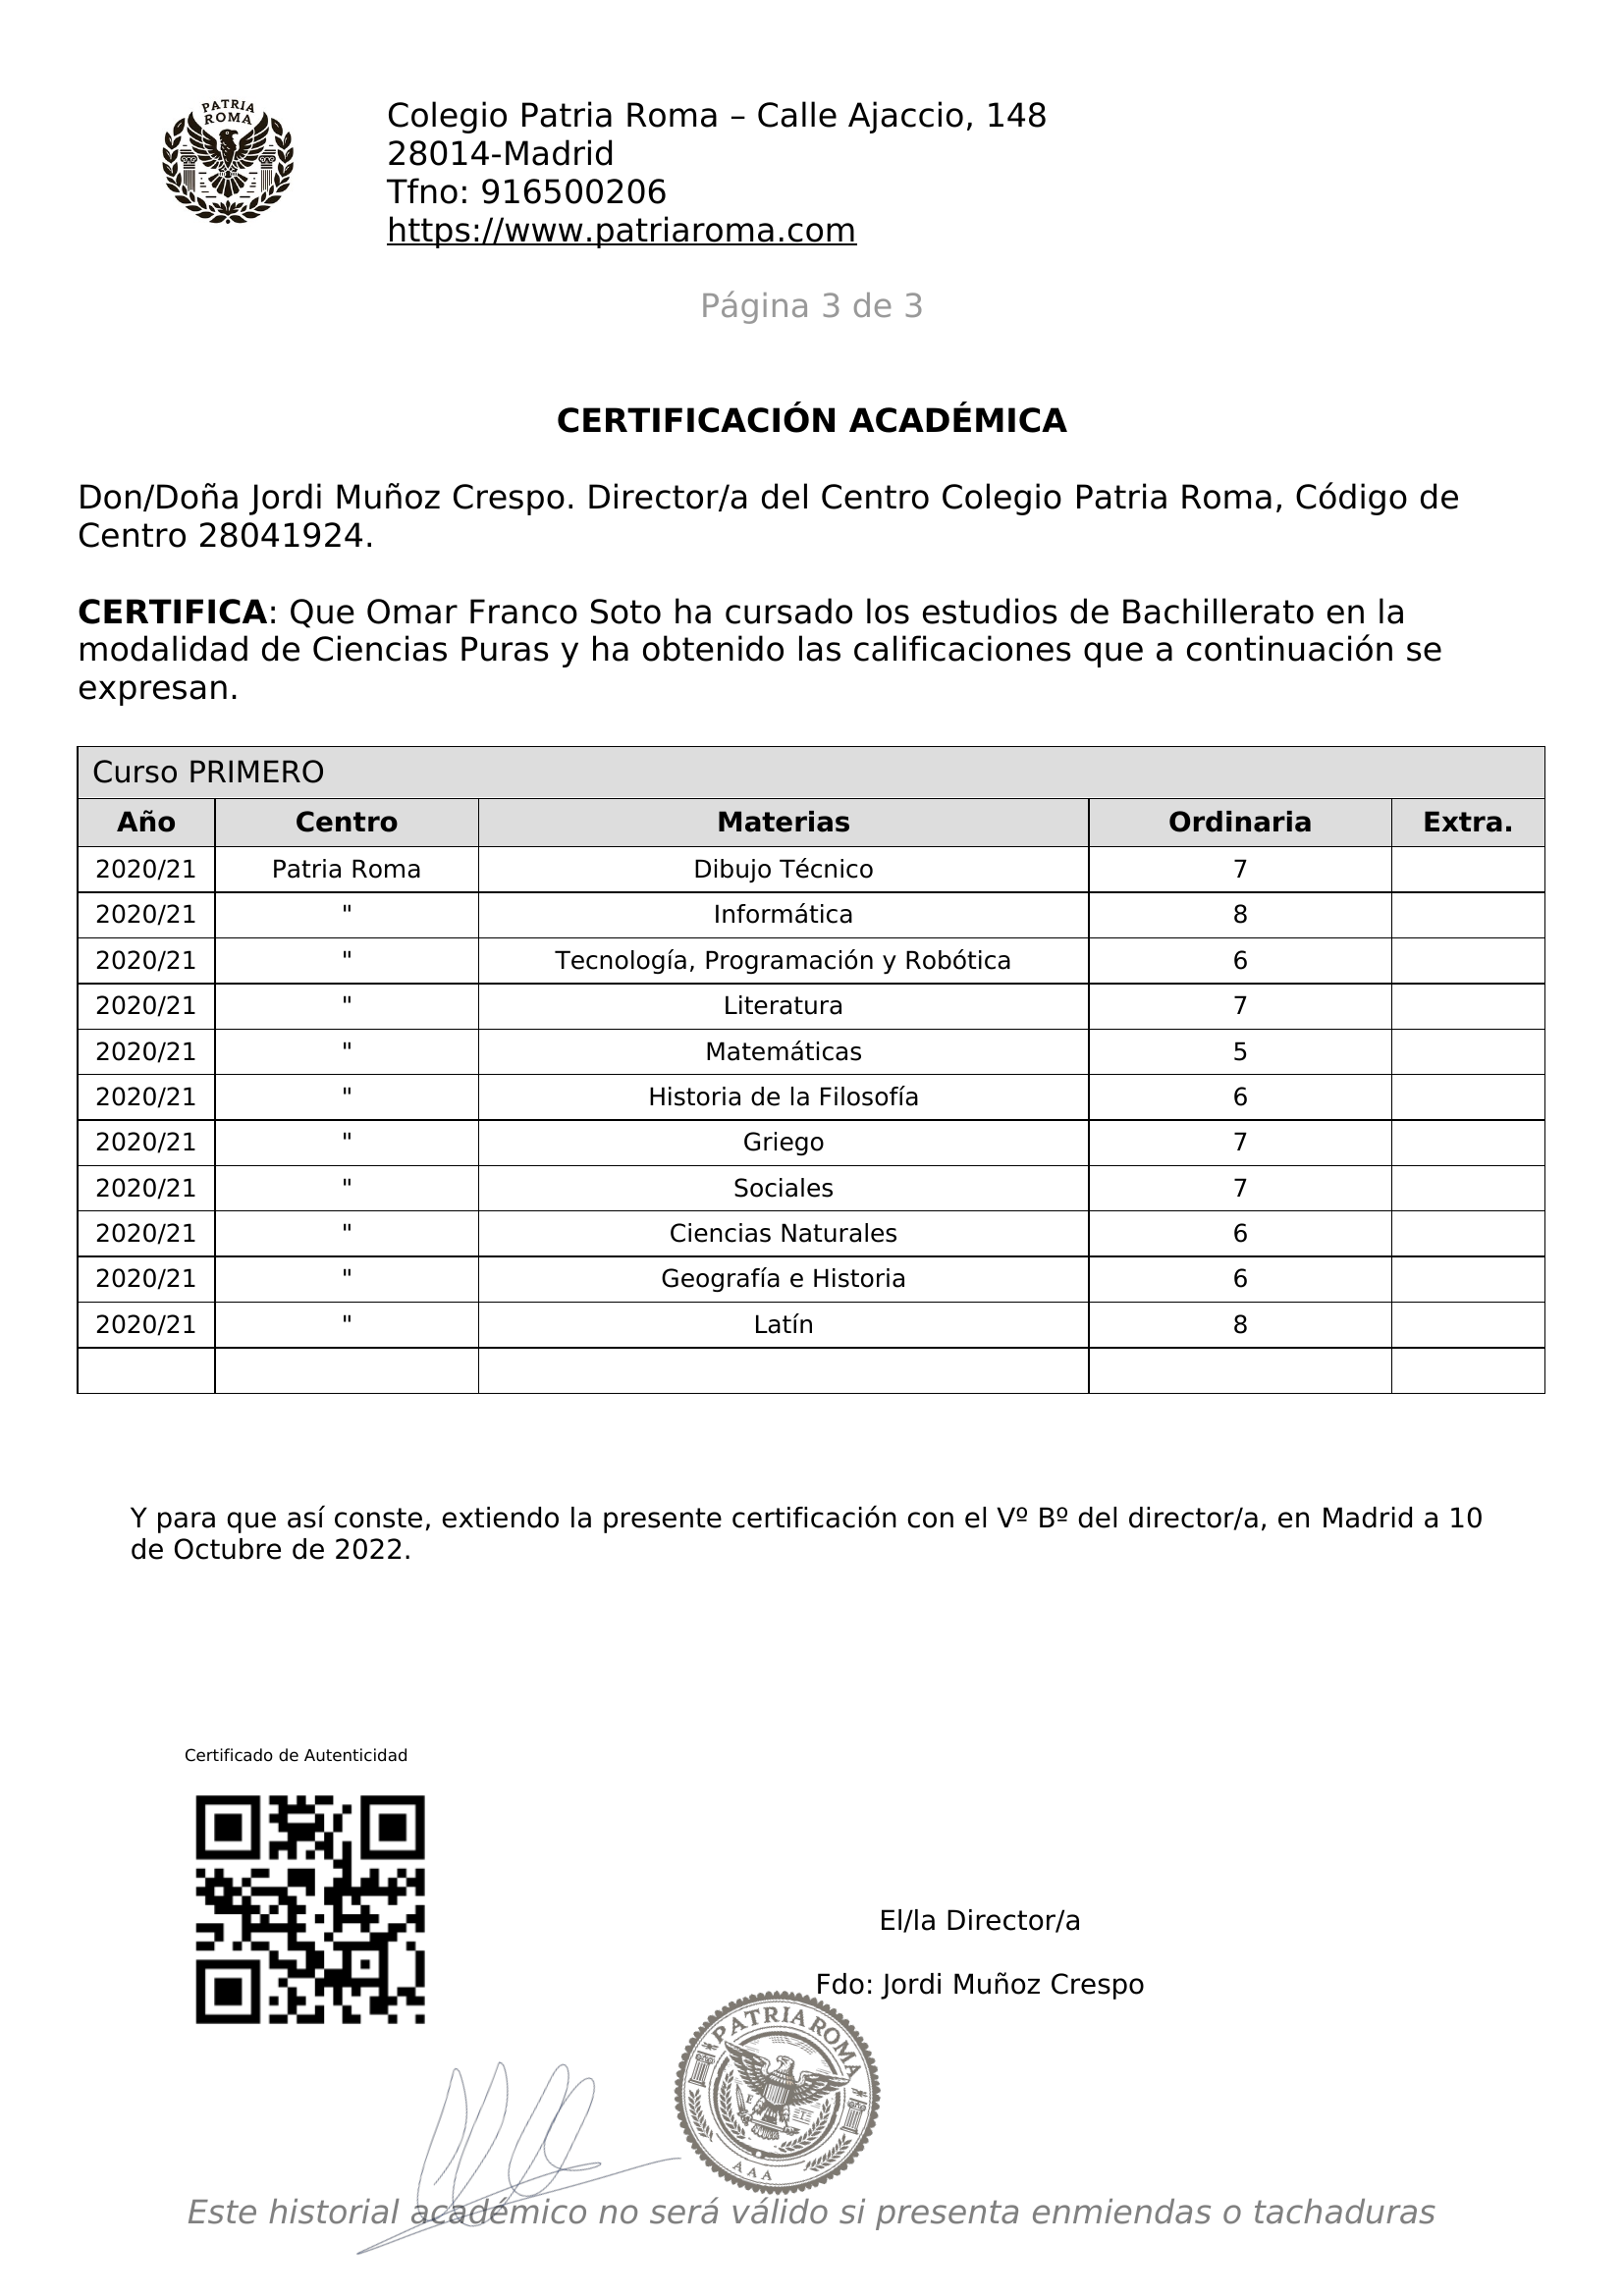 PATRIA
ROMA
Colegio Patria Roma – Calle Ajaccio, 148
28014-Madrid
Tfno: 916500206
https://www.patriaroma.com
Página 3 de 3
CERTIFICACIÓN ACADÉMICA
Don/Doña Jordi Muñoz Crespo. Director/a del Centro Colegio Patria Roma, Código de
Centro 28041924.
CERTIFICA: Que Omar Franco Soto ha cursado los estudios de Bachillerato en la
modalidad de Ciencias Puras y ha obtenido las calificaciones que a continuación se
expresan.
Curso PRIMERO
Año Centro Materias Ordinaria Extra.
2020/21 Patria Roma Dibujo Técnico 7
2020/21 " Informática 8
2020/21 " Tecnología, Programación y Robótica 6
2020/21 " Literatura 7
2020/21 " Matemáticas 5
2020/21 " Historia de la Filosofía 6
2020/21 " Griego 7
2020/21 " Sociales 7
2020/21 " Ciencias Naturales 6
2020/21 " Geografía e Historia 6
2020/21 " Latín 8
Y para que así conste, extiendo la presente certificación con el Vº Bº del director/a, en Madrid a 10
de Octubre de 2022.
Certificado de Autenticidad
El/la Director/a
Fdo: Jordi Muñoz Crespo
PATRIA ROMA
AAA
Este historial académico no será válido si presenta enmiendas o tachaduras